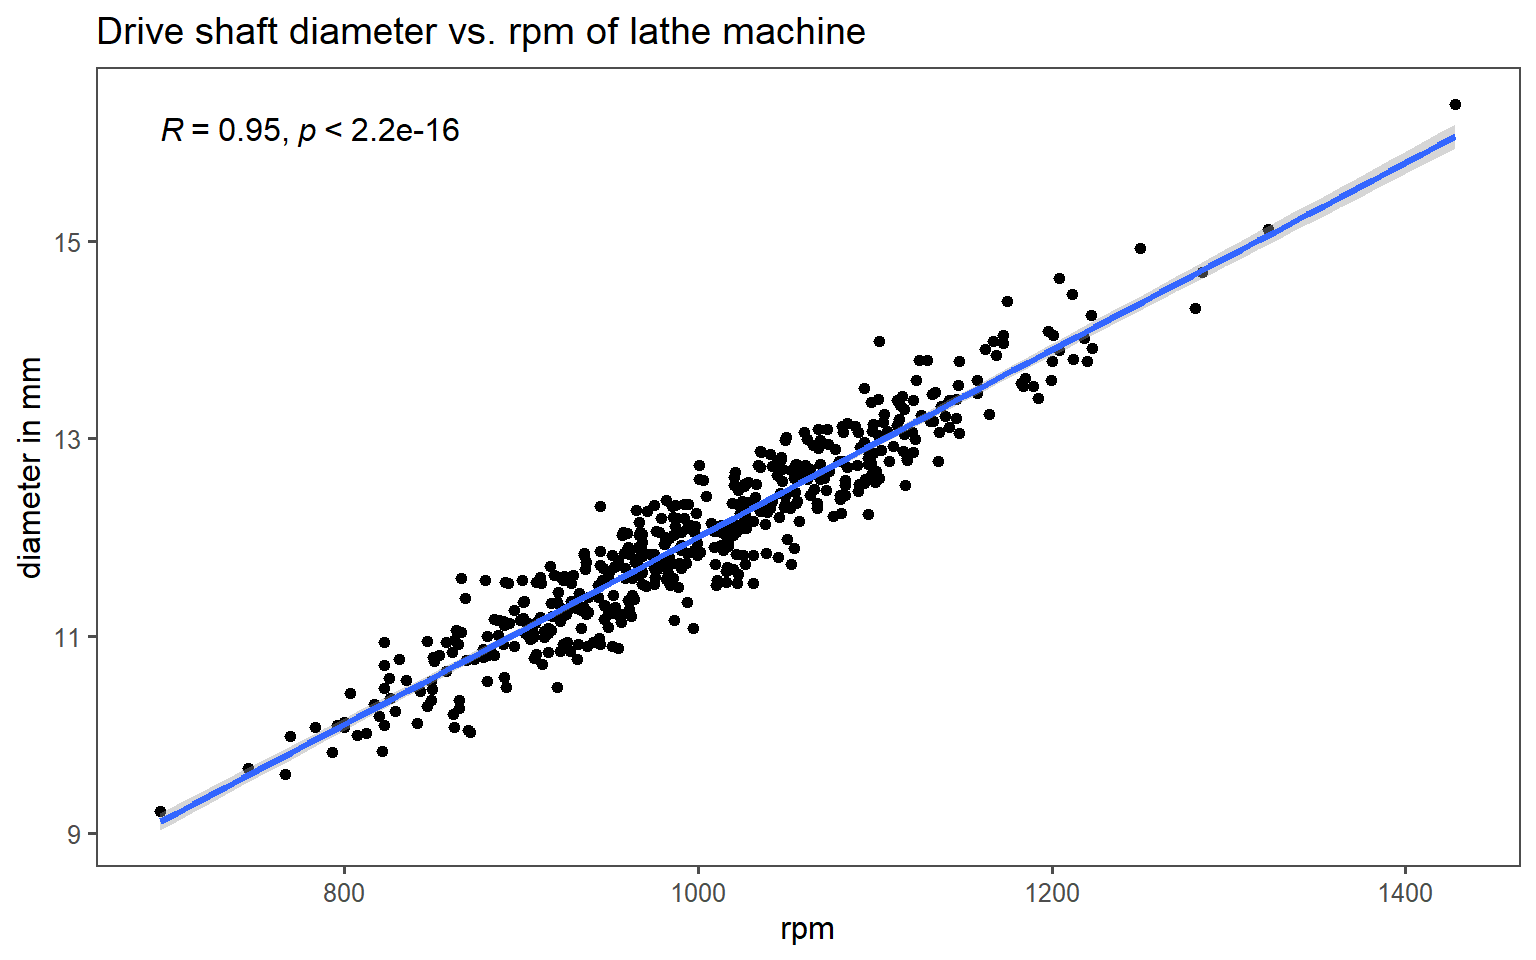 Drive shaft diameter vs. rpm of lathe machine
R = 0.95, p < 2.2e-16
15
13
11
9
diameter in mm
800 1000 1200 1400
rpm